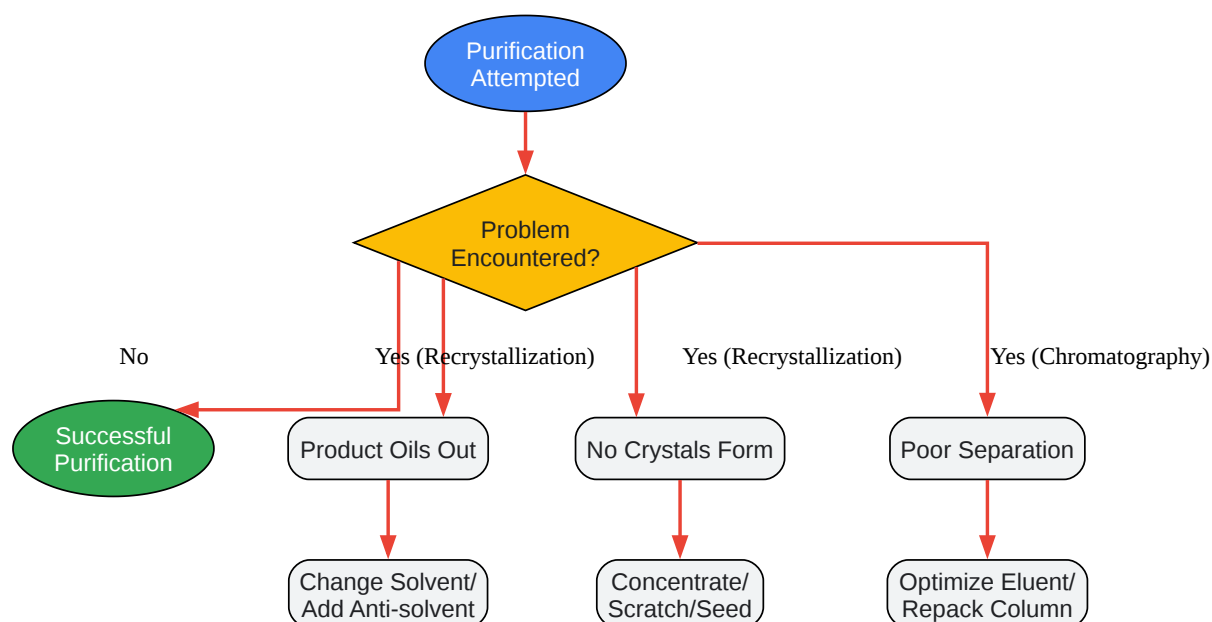 Purification
Attempted
Problem
Encountered?
No
Yes (Recrystallization)
Yes (Recrystallization)
Yes (Chromatography)
Successful
Purification
Product Oils Out
No Crystals Form
Poor Separation
Change Solvent/
Add Anti-solvent
Concentrate/
Scratch/Seed
Optimize Eluent/
Repack Column